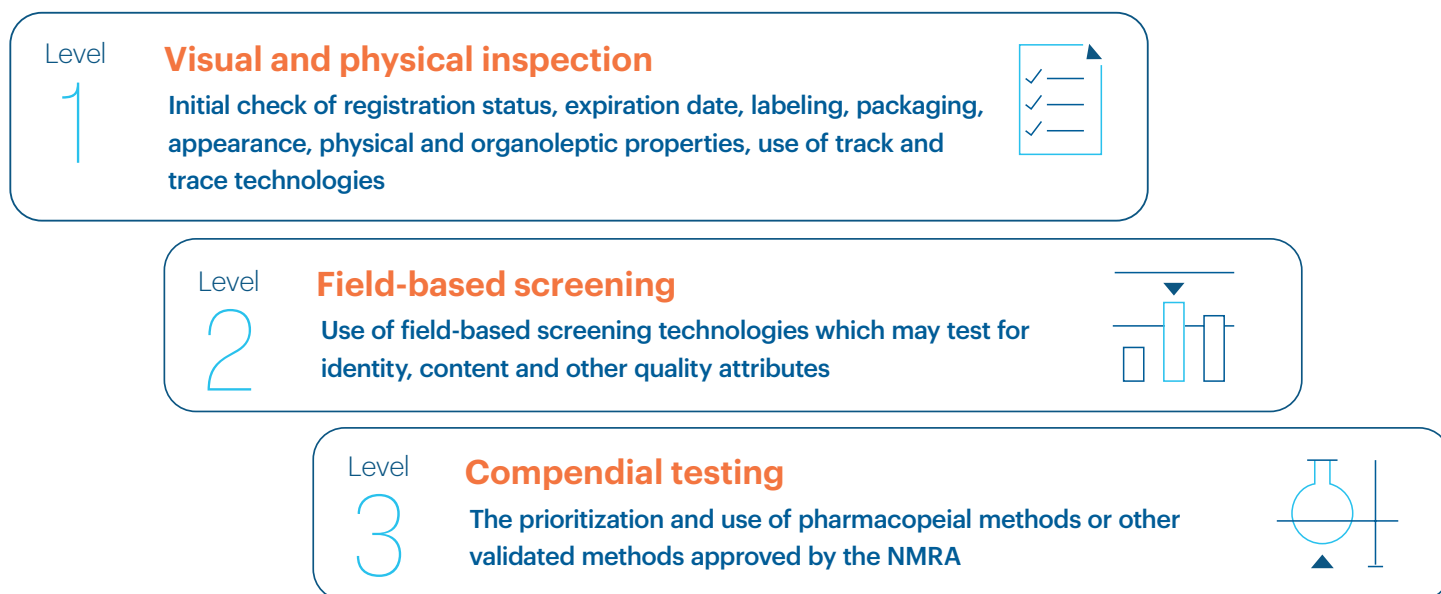 Level
1
Visual and physical inspection
Initial check of registration status, expiration date, labeling, packaging,
appearance, physical and organoleptic properties, use of track and
trace technologies
Level
2
Field-based screening
Use of field-based screening technologies which may test for
identity, content and other quality attributes
Level
3
Compendial testing
The prioritization and use of pharmacopeial methods or other
validated methods approved by the NMRA